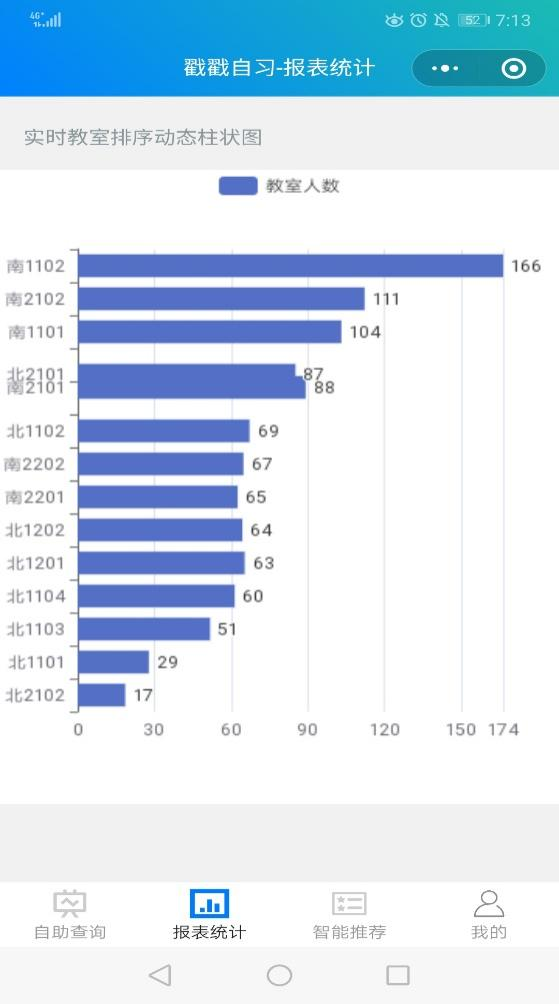 4G+ 52 7:13
戳戳自习-报表统计
实时教室排序动态柱状图
教室人数
南1102 166
南2102 111
南1101 104
北2101 87
南2101 88
北1102 69
南2202 67
南2201 65
北1202 64
北1201 63
北1104 60
北1103 51
北1101 29
北2102 17
0 30 60 90 120 150 174
自助查询 报表统计 智能推荐 我的